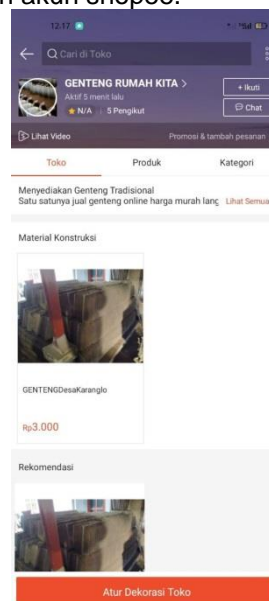 akun shopee.
12.17
Cari di Toko
GENTENG RUMAH KITA >
Aktif 5 menit lalu
N/A 5 Pengikut
+ Ikuti
Chat
Lihat Video
Promosi & tambah pesanan
Toko Produk Kategori
Menyediakan Genteng Tradisional
Satu satunya jual genteng online harga murah lang Lihat Semua
Material Konstruksi
GENTENGDesaKaranglo
Rp3.000
Rekomendasi
Atur Dekorasi Toko